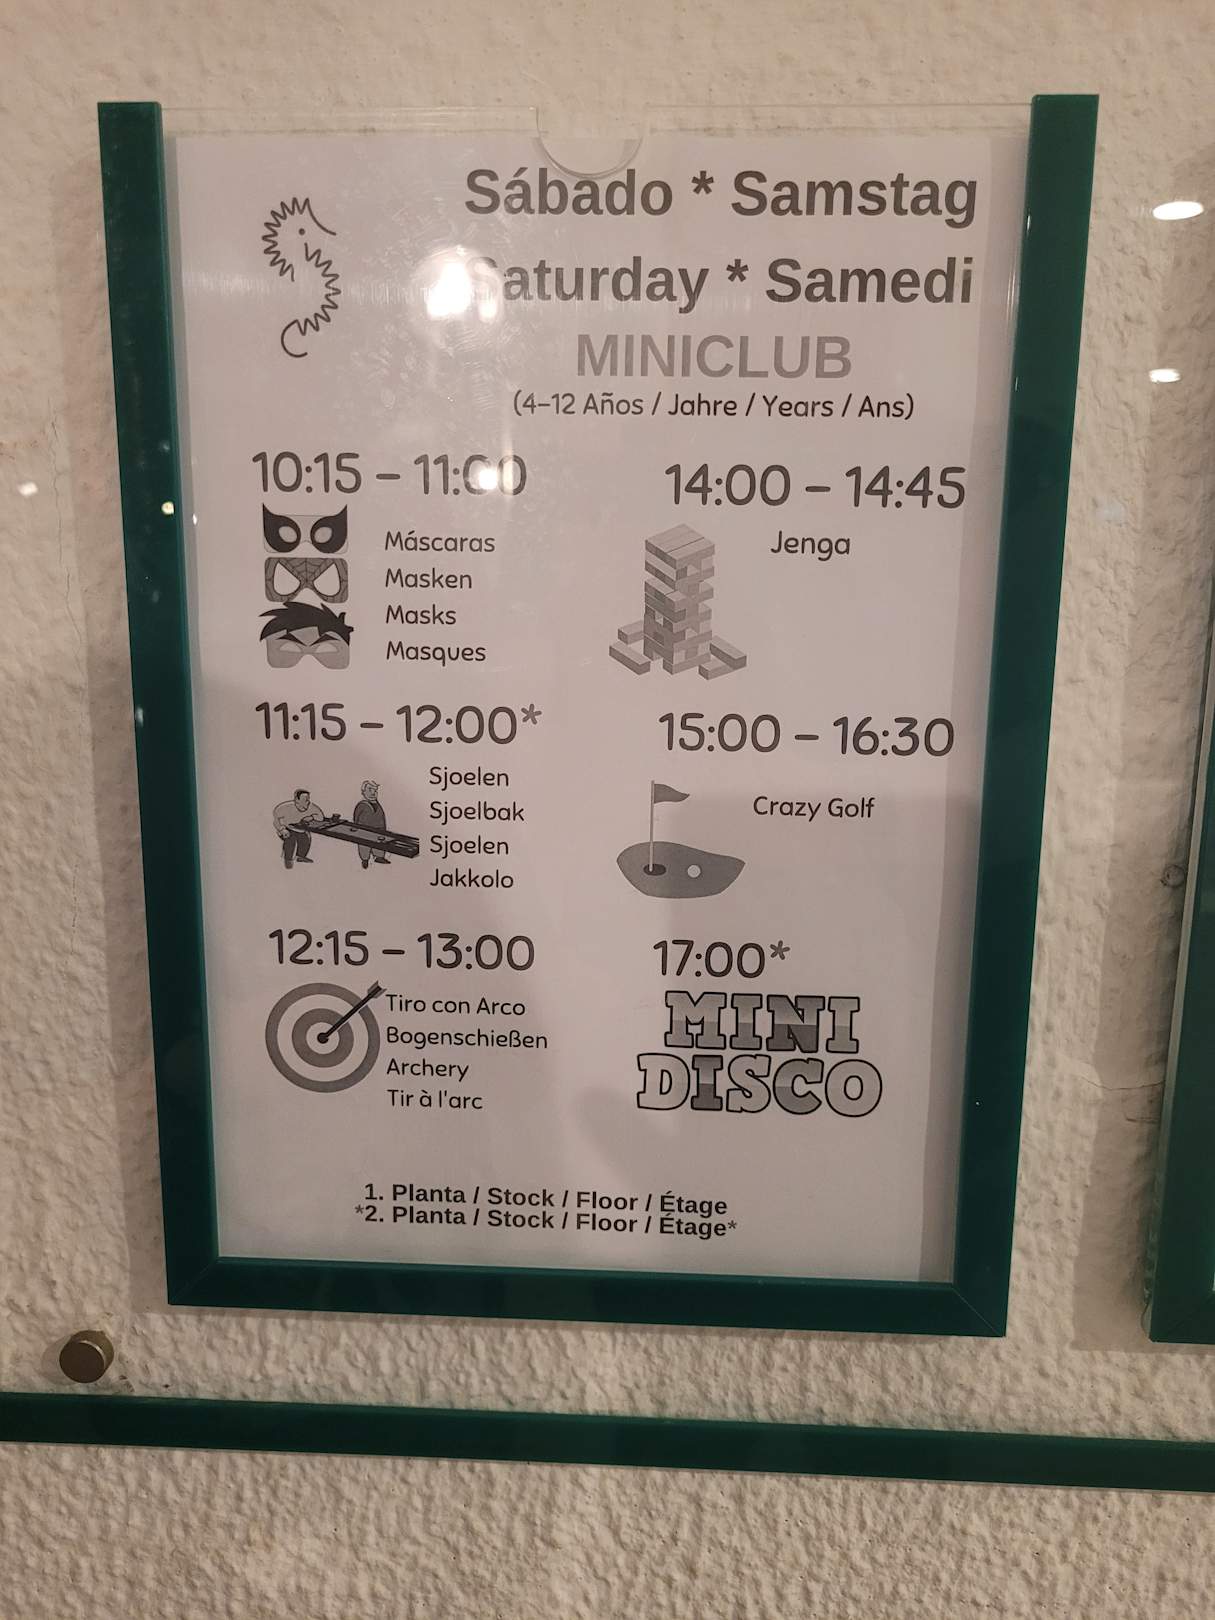 Sábado * Samstag
Saturday * Samedi
MINICLUB
(4-12 Años / Jahre / Years / Ans)
10:15 – 11:00
Máscaras
Masken
Masks
Masques
11:15 – 12:00*
Sjoelen
Sjoelbak
Sjoelen
Jakkolo
12:15 – 13:00
Tiro con Arco
Bogenschießen
Archery
Tir à l'arc
14:00 – 14:45
Jenga
15:00 – 16:30
Crazy Golf
17:00*
MINI
DISCO
1. Planta / Stock / Floor / Étage
*2. Planta / Stock / Floor / Étage*